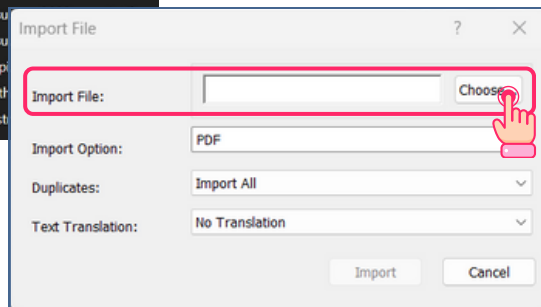 Import File
?
Import File:
Choose
Import Option:
PDF
Duplicates:
Import All
Text Translation:
No Translation
Import
Cancel